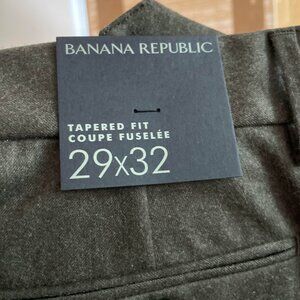 BANANA REPUBLIC
TAPERED FIT
COUPE FUSELÉE
29x32